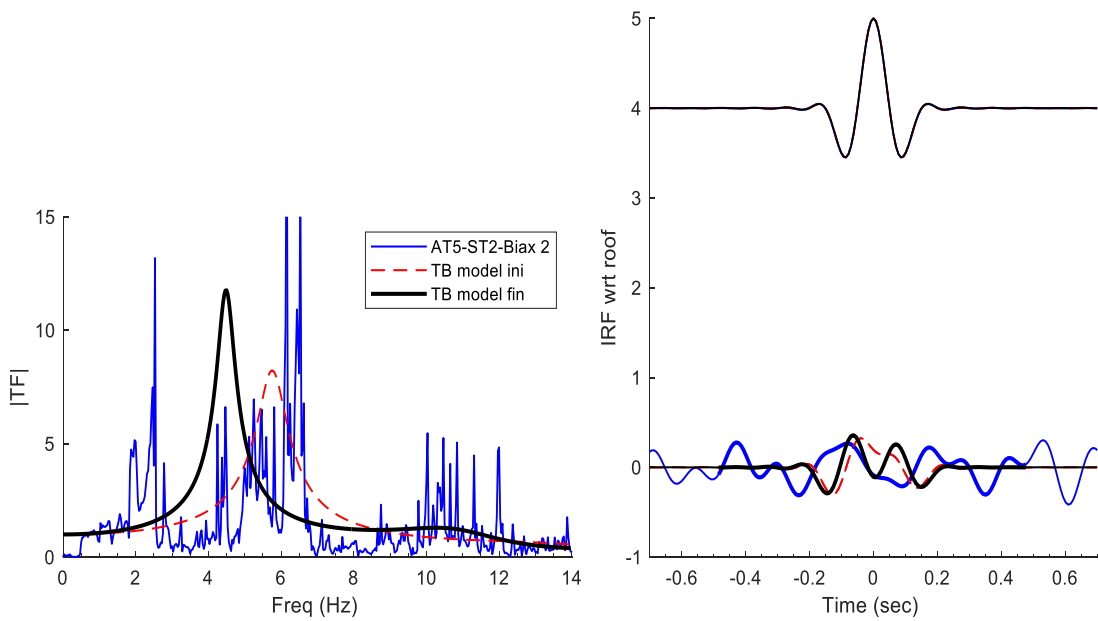 15
10
5
0
|TF|
0 2 4 6 8 10 12 14
Freq (Hz)
AT5-ST2-Biax 2
TB model ini
TB model fin
5
4
3
2
1
0
-1
IRF wrt roof
-0.6 -0.4 -0.2 0 0.2 0.4 0.6
Time (sec)